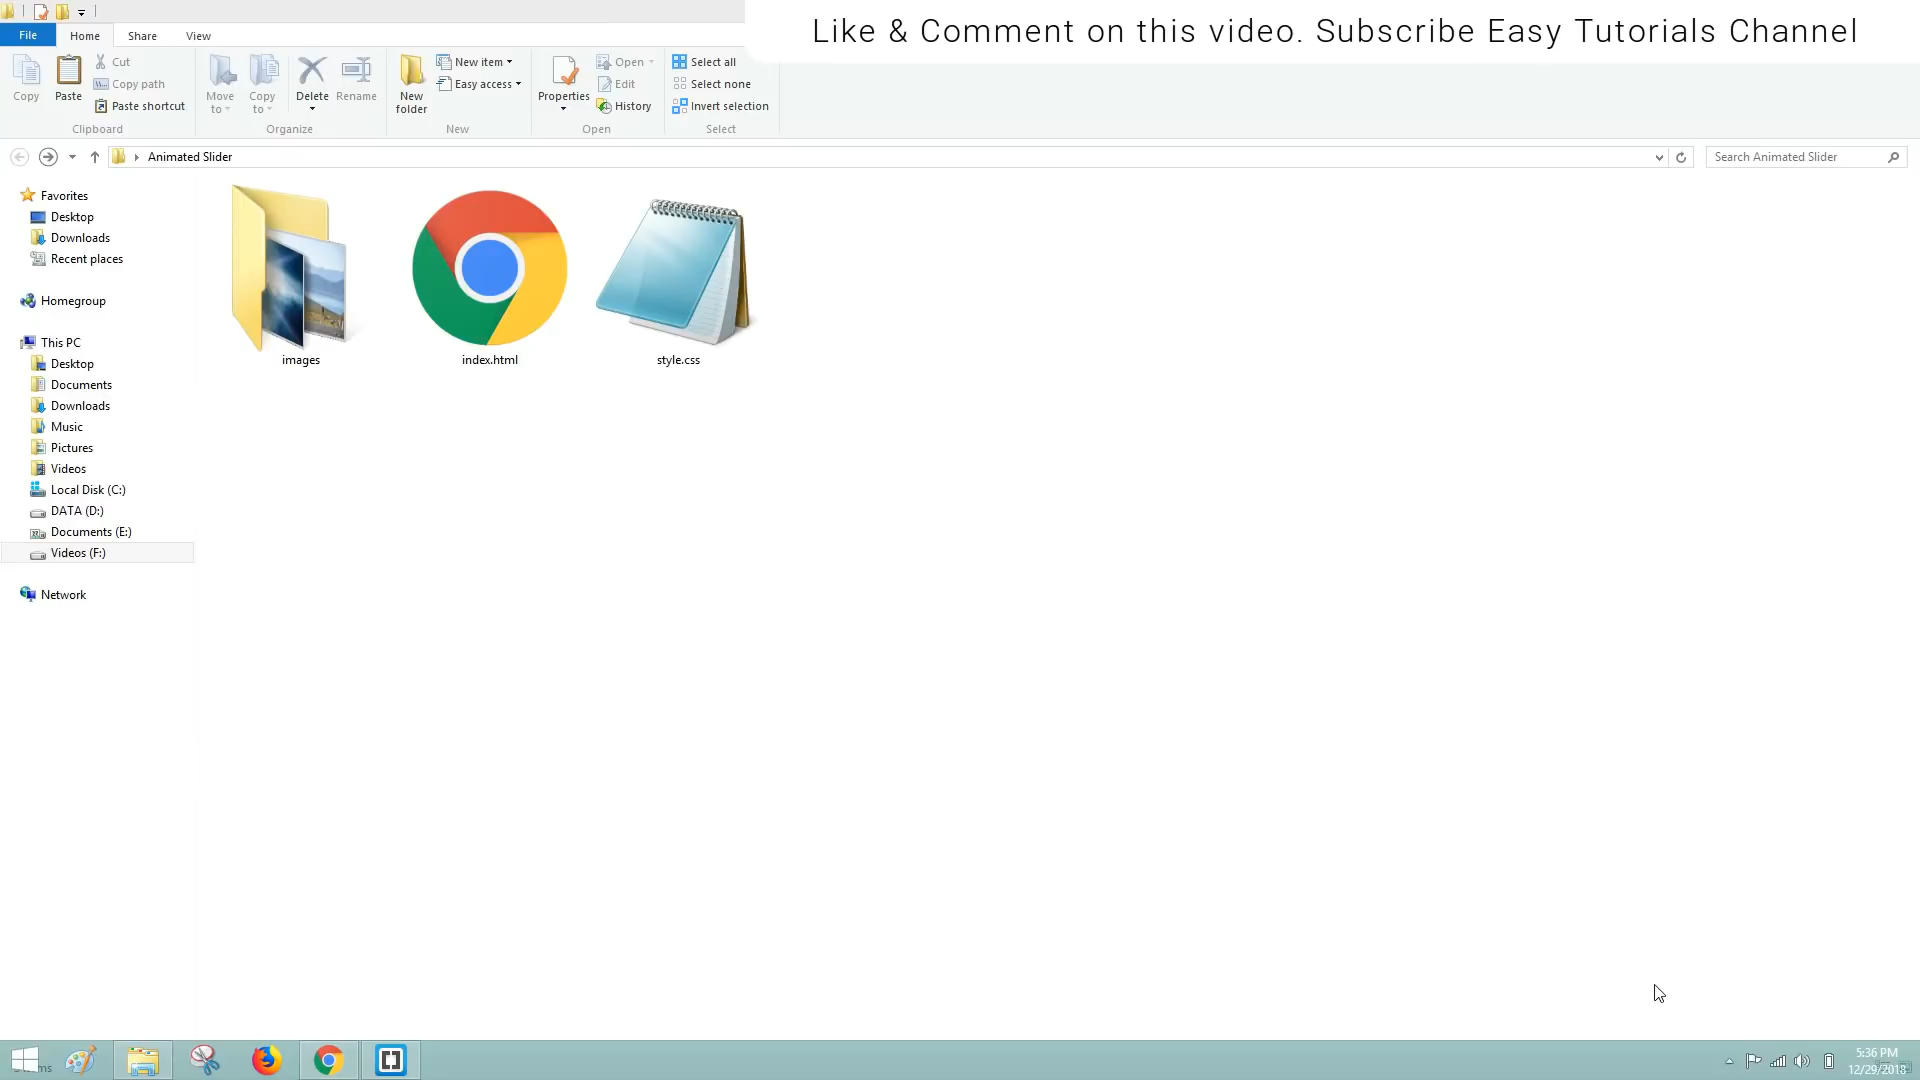 Like & Comment on this video. Subscribe Easy Tutorials Channel
File
Home
Share
View
Copy
Paste
Cut
Copy path
Paste shortcut
Clipboard
Move to
Copy to
Delete
Rename
Organize
New folder
New item
Easy access
New
Properties
Open
Edit
History
Open
Select all
Select none
Invert selection
Select
Animated Slider
Search Animated Slider
Favorites
Desktop
Downloads
Recent places
Homegroup
This PC
Desktop
Documents
Downloads
Music
Pictures
Videos
Local Disk (C:)
DATA (D:)
Documents (E:)
Videos (F:)
Network
images
index.html
style.css
5:36 PM
12/29/2018